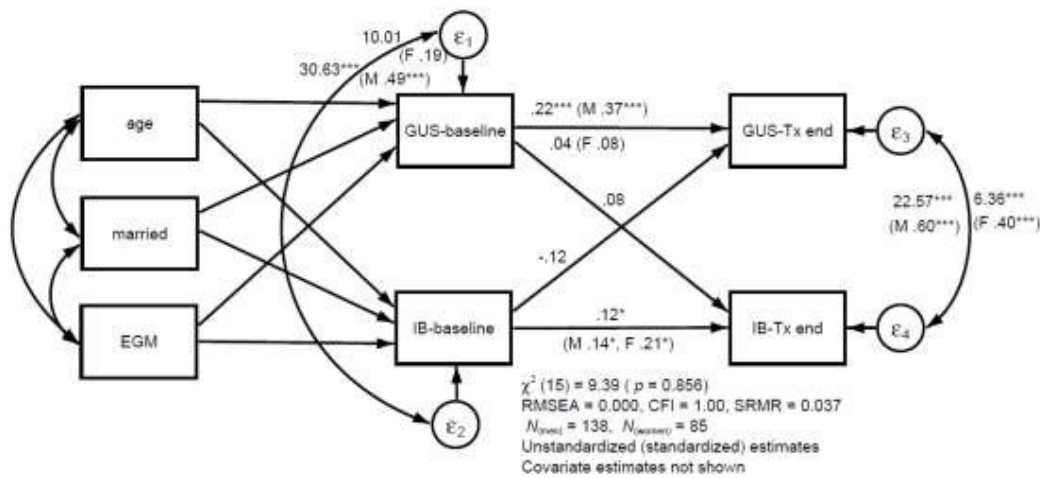 10.01
(F .19)
ε1
30.63***
(M .49***)
age
GUS-baseline
.22*** (M .37***)
.04 (F .08)
GUS-Tx end
ε3
married
.08
-.12
22.57***
(M .60***)
6.36***
(F .40***)
EGM
IB-baseline
.12*
(M .14*, F .21*)
IB-Tx end
ε4
ε2
χ2 (15) = 9.39 ( p = 0.856)
RMSEA = 0.000, CFI = 1.00, SRMR = 0.037
N(men) = 138, N(women) = 85
Unstandardized (standardized) estimates
Covariate estimates not shown